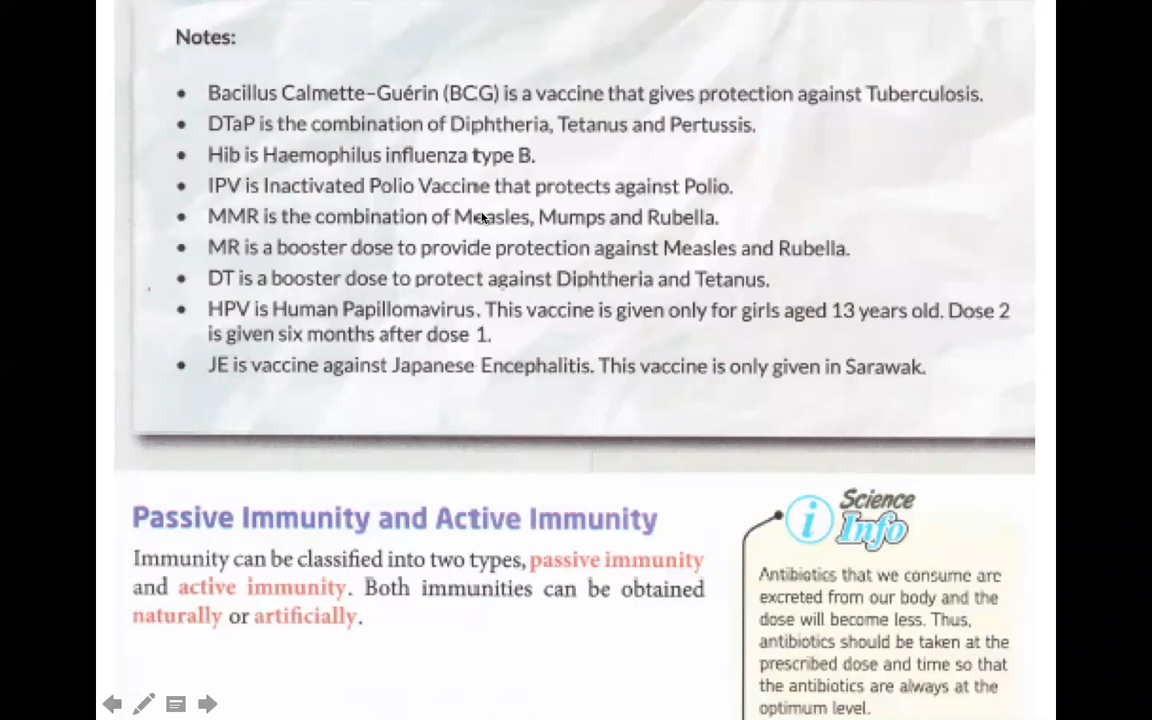 Notes:
• Bacillus Calmette–Guérin (BCG) is a vaccine that gives protection against Tuberculosis.
• DTaP is the combination of Diphtheria, Tetanus and Pertussis.
• Hib is Haemophilus influenza type B.
• IPV is Inactivated Polio Vaccine that protects against Polio.
• MMR is the combination of Measles, Mumps and Rubella.
• MR is a booster dose to provide protection against Measles and Rubella.
• DT is a booster dose to protect against Diphtheria and Tetanus.
• HPV is Human Papillomavirus. This vaccine is given only for girls aged 13 years old. Dose 2
is given six months after dose 1.
• JE is vaccine against Japanese Encephalitis. This vaccine is only given in Sarawak.
Passive Immunity and Active Immunity
Immunity can be classified into two types, passive immunity
and active immunity. Both immunities can be obtained
naturally or artificially.
i Science
Info
Antibiotics that we consume are
excreted from our body and the
dose will become less. Thus,
antibiotics should be taken at the
prescribed dose and time so that
the antibiotics are always at the
optimum level.